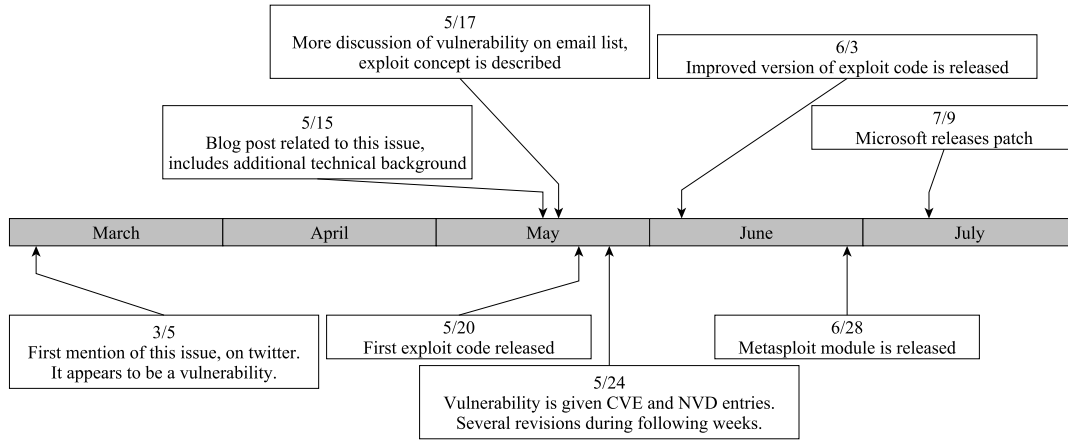 5/17
More discussion of vulnerability on email list,
exploit concept is described
6/3
Improved version of exploit code is released
5/15
Blog post related to this issue,
includes additional technical background
7/9
Microsoft releases patch
March
April
May
June
July
3/5
First mention of this issue, on twitter.
It appears to be a vulnerability.
5/20
First exploit code released
6/28
Metasploit module is released
5/24
Vulnerability is given CVE and NVD entries.
Several revisions during following weeks.